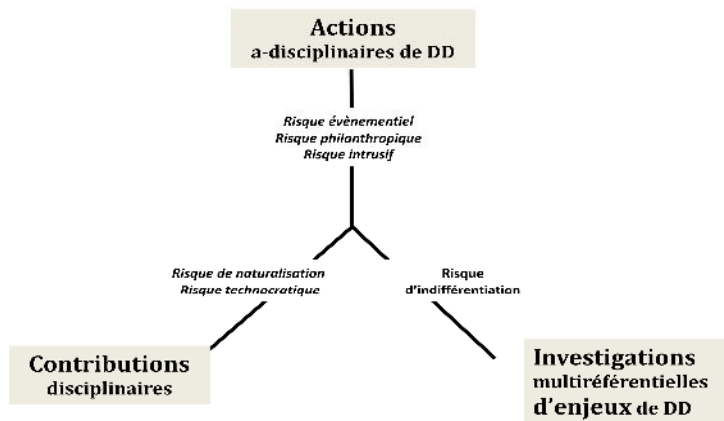 Actions
a-disciplinaires de DD
Risque évènementiel
Risque philanthropique
Risque intrusif
Risque de naturalisation
Risque technocratique
Risque
d'indifférentiation
Contributions
disciplinaires
Investigations
multiréférentielles
d'enjeux de DD